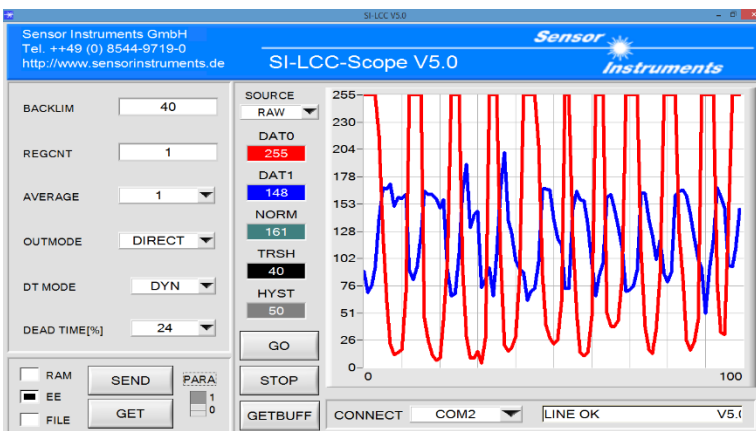 SI-LCC V5.0
Sensor Instruments GmbH
Tel. ++49 (0) 8544-9719-0
http://www.sensorinstruments.de
SI-LCC-Scope V5.0
Sensor
Instruments
BACKLIM 40
REGCNT 1
AVERAGE 1
OUTMODE DIRECT
DT MODE DYN
DEAD TIME[%] 24
RAM
EE
FILE
SEND
GET
PARA
1
0
SOURCE
RAW
DAT0
255
DAT1
148
NORM
161
TRSH
40
HYST
50
GO
STOP
GETBUFF
255
230
204
178
153
128
102
76
51
26
0
0 100
CONNECT COM2 LINE OK V5.(